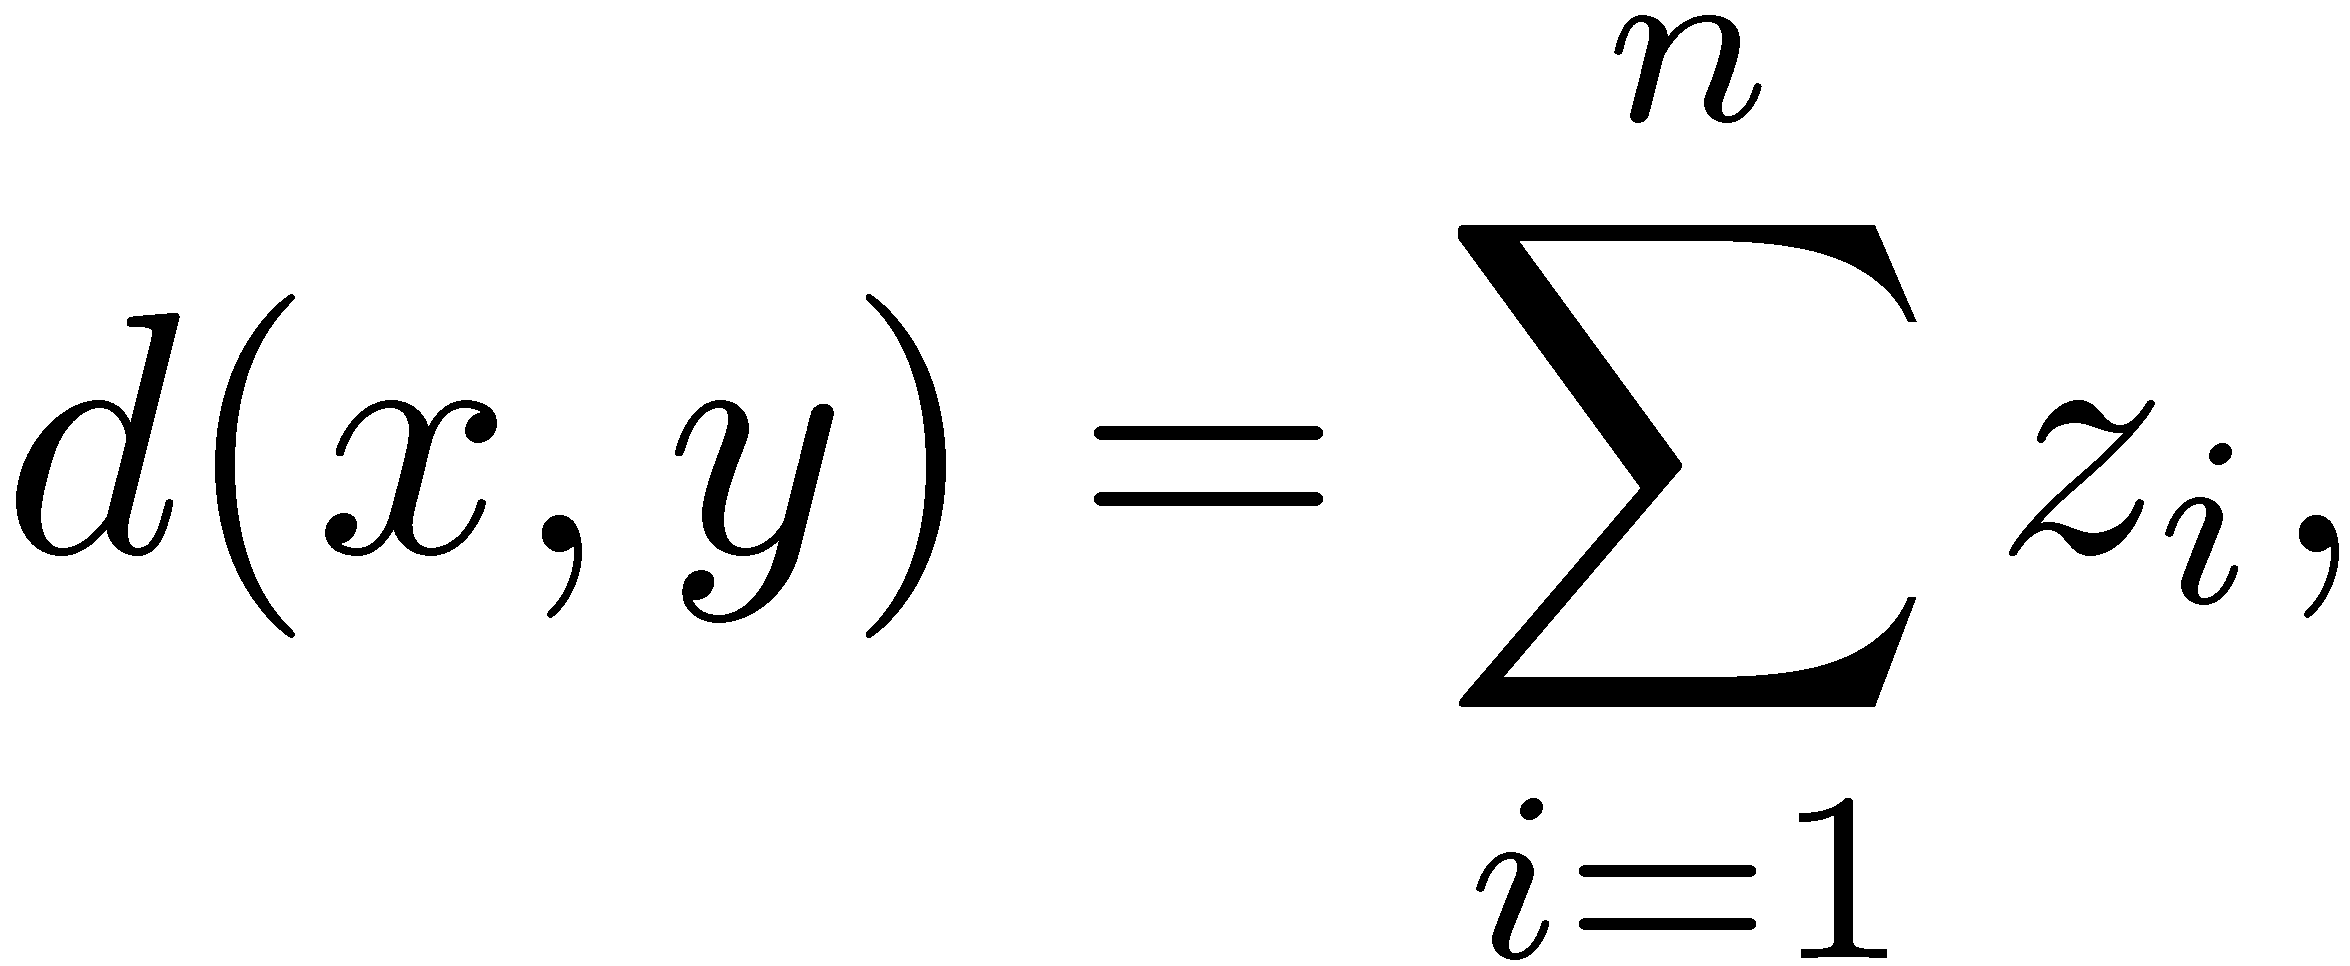 d(x, y) = \sum_{i=1}^{n} z_i,